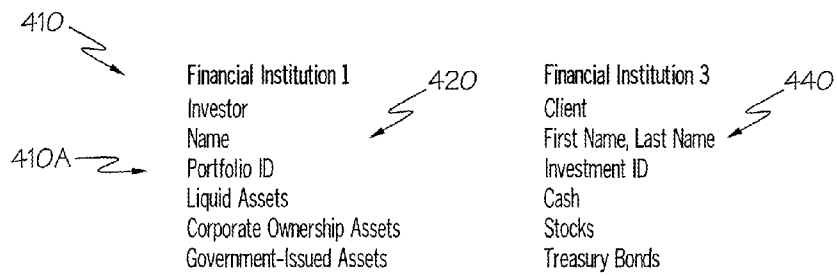 410
Financial Institution 1
420
Financial Institution 3
440
Investor
Client
Name
First Name, Last Name
410A
Portfolio ID
Investment ID
Liquid Assets
Cash
Corporate Ownership Assets
Stocks
Government-Issued Assets
Treasury Bonds